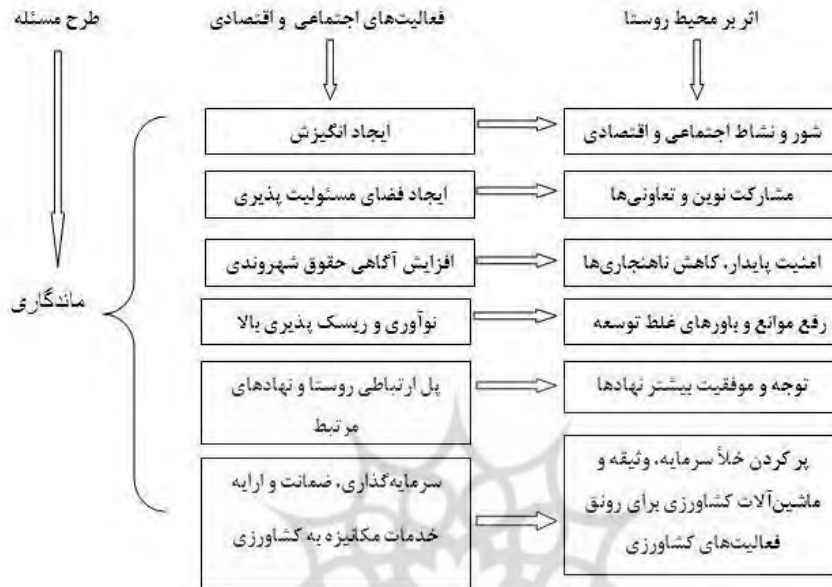 طرح مسئله
فعالیت‌های اجتماعی و اقتصادی
اثر بر محیط روستا
ماندگاری
ایجاد انگیزش
شور و نشاط اجتماعی و اقتصادی
ایجاد فضای مسئولیت پذیری
مشارکت نوین و تعاونی‌ها
افزایش آگاهی حقوق شهروندی
امنیت پایدار، کاهش ناهنجاری‌ها
نوآوری و ریسک پذیری بالا
رفع موانع و باورهای غلط توسعه
پل ارتباطی روستا و نهادهای
مرتبط
توجه و موفقیت بیشتر نهادها
سرمایه‌گذاری، ضمانت و ارایه
خدمات مکانیزه به کشاورزی
پر کردن خلأ سرمایه، وثیقه و
ماشین‌آلات کشاورزی برای رونق
فعالیت‌های کشاورزی